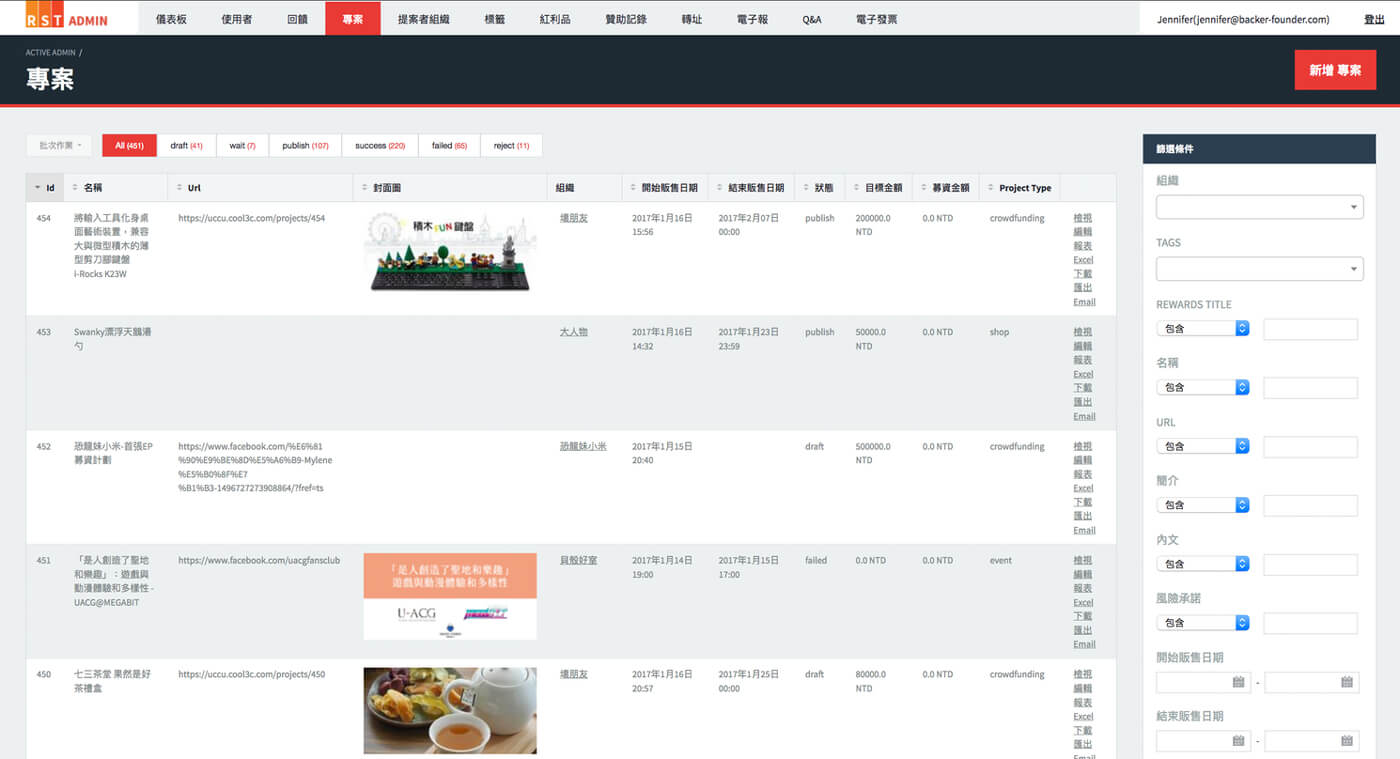 RST ADMIN
儀表板 使用者 回饋 專案 提案者組織 標籤 紅利品 贊助記錄 轉址 電子報 Q&A 電子發票
Jennifer(jennifer@backer-founder.com) 登出
ACTIVE ADMIN /
專案
新增 專案
批次作業
All (451) draft (41) wait (7) publish (107) success (220) failed (65) reject (11)
Id 名稱 Url 封面圖 組織 開始販售日期 結束販售日期 狀態 目標金額 募資金額 Project Type
454
將輸入工具化身桌
面藝術裝置，兼容
大與微型積木的薄
型剪刀腳鍵盤
i-Rocks K23W
https://uccu.cool3c.com/projects/454
積木 FUN 鍵盤
壞朋友
2017年1月16日
15:56
2017年2月07日
00:00
publish
200000.0
NTD
0.0 NTD
crowdfunding
檢視
編輯
報表
Excel
下載
匯出
Email
453
Swanky漂浮天鵝湯
勺
大人物
2017年1月16日
14:32
2017年1月23日
23:59
publish
50000.0
NTD
0.0 NTD
shop
檢視
編輯
報表
Excel
下載
匯出
Email
452
恐龍妹小米-首張EP
募資計劃
https://www.facebook.com/%E6%81
%90%E9%BE%8D%E5%A6%B9-Mylene
%E5%B0%8F%E7
%B1%B3-1496727273908864/?fref=ts
恐龍妹小米
2017年1月15日
20:40
draft
500000.0
NTD
0.0 NTD
crowdfunding
檢視
編輯
報表
Excel
下載
匯出
Email
451
「是人創造了聖地
和樂趣」：遊戲與
動漫體驗和多樣性 -
UACG@MEGABIT
https://www.facebook.com/uacgfansclub
「是人創造了聖地和樂趣」
遊戲與動漫體驗和多樣性
U-ACG
貝殼好室
2017年1月14日
19:00
2017年1月15日
17:00
failed
0.0 NTD
0.0 NTD
event
檢視
編輯
報表
Excel
下載
匯出
Email
450
七三茶堂 果然是好
茶禮盒
https://uccu.cool3c.com/projects/450
壞朋友
2017年1月16日
20:57
2017年1月25日
00:00
draft
80000.0
NTD
0.0 NTD
crowdfunding
檢視
編輯
報表
Excel
下載
匯出
Email
篩選條件
組織
TAGS
REWARDS TITLE
包含
名稱
包含
URL
包含
簡介
包含
內文
包含
風險承諾
包含
開始販售日期
-
結束販售日期
-